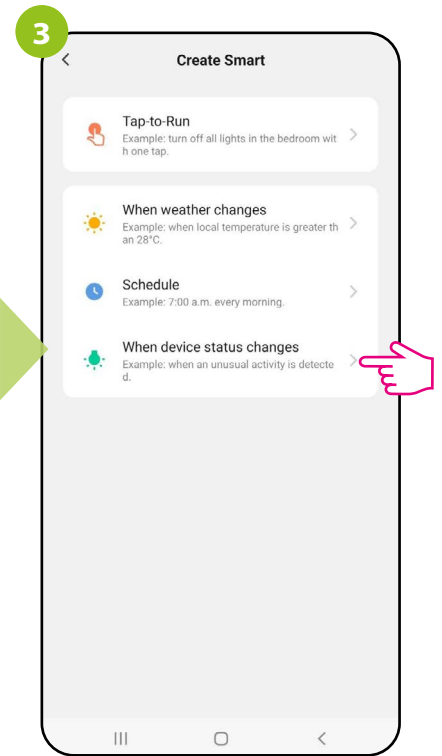 3
Create Smart
Tap-to-Run
Example: turn off all lights in the bedroom wit
h one tap.
When weather changes
Example: when local temperature is greater th
an 28°C.
Schedule
Example: 7:00 a.m. every morning.
When device status changes
Example: when an unusual activity is detecte
d.